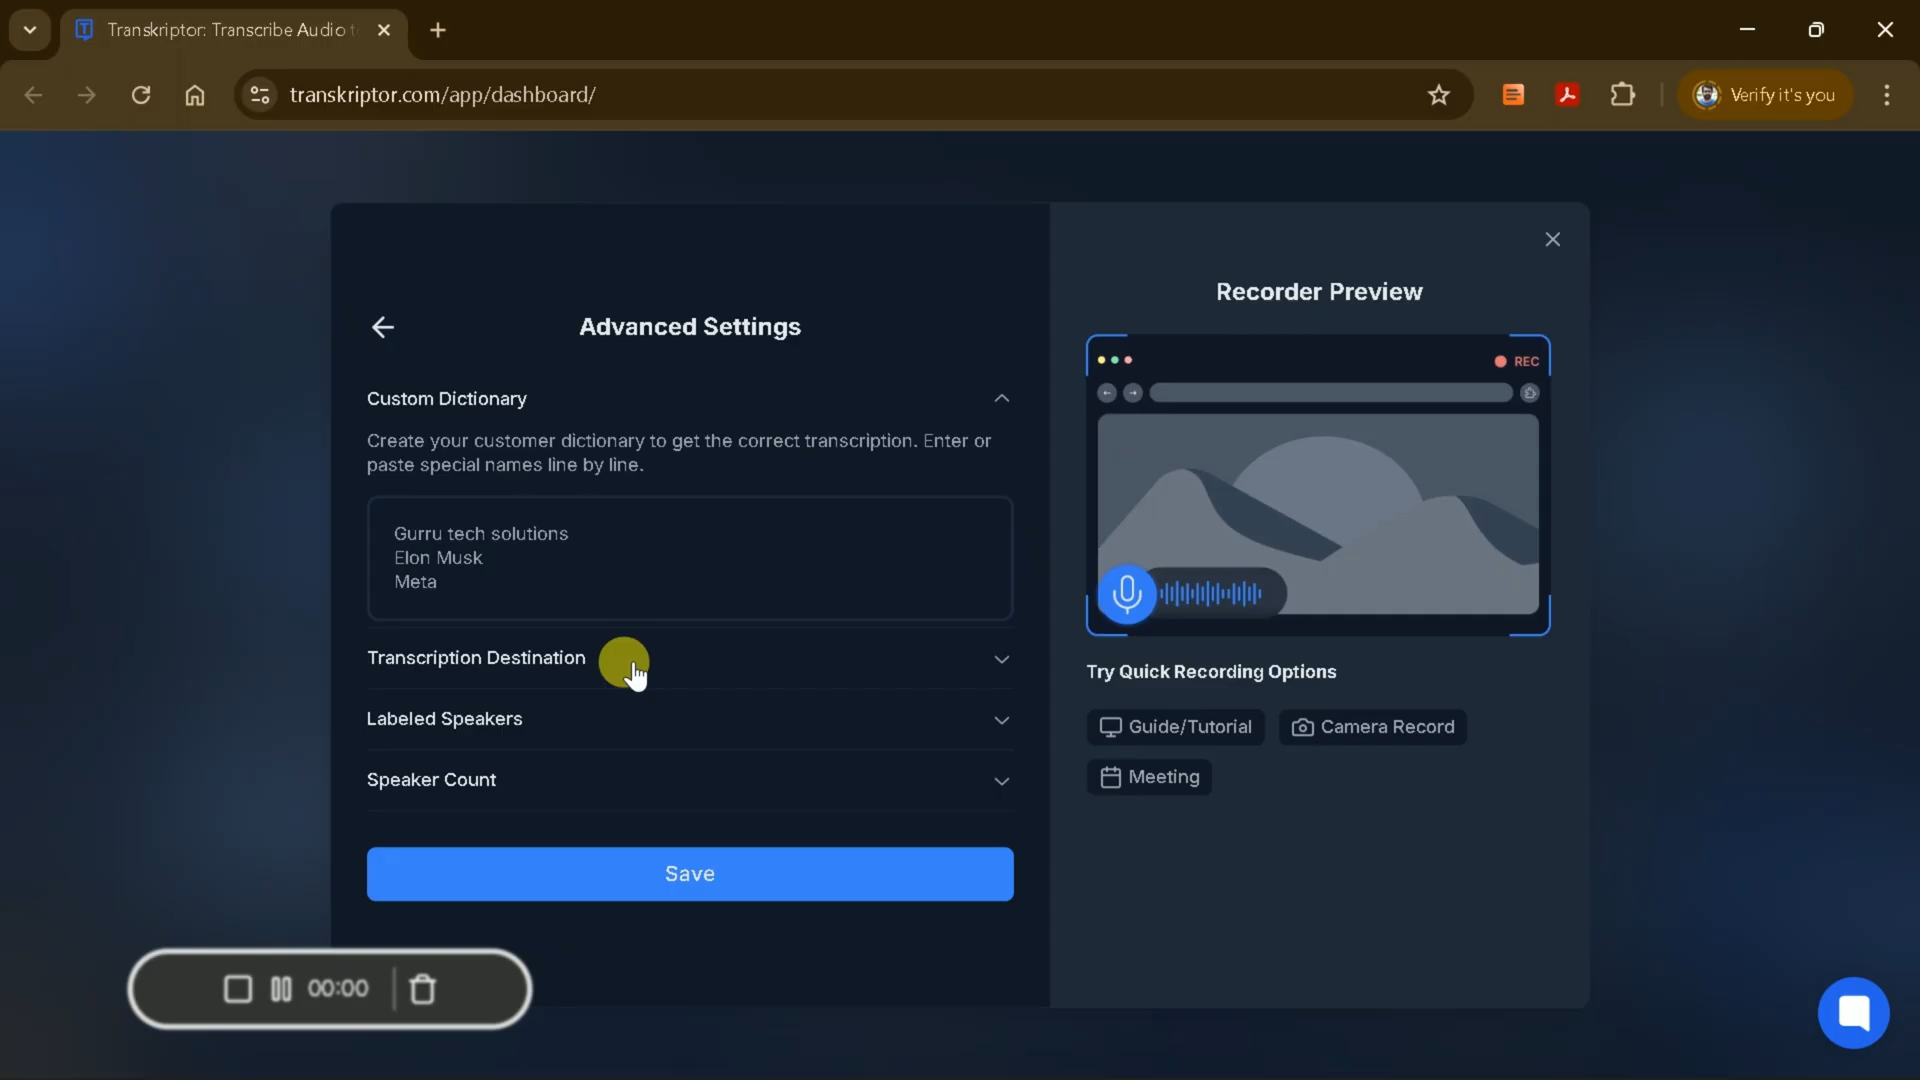 Transkriptor: Transcribe Audio t
transkriptor.com/app/dashboard/
Verify it's you
Advanced Settings
Custom Dictionary
Create your customer dictionary to get the correct transcription. Enter or
paste special names line by line.
Gurru tech solutions
Elon Musk
Meta
Transcription Destination
Labeled Speakers
Speaker Count
Save
Recorder Preview
REC
Try Quick Recording Options
Guide/Tutorial
Camera Record
Meeting
00:00